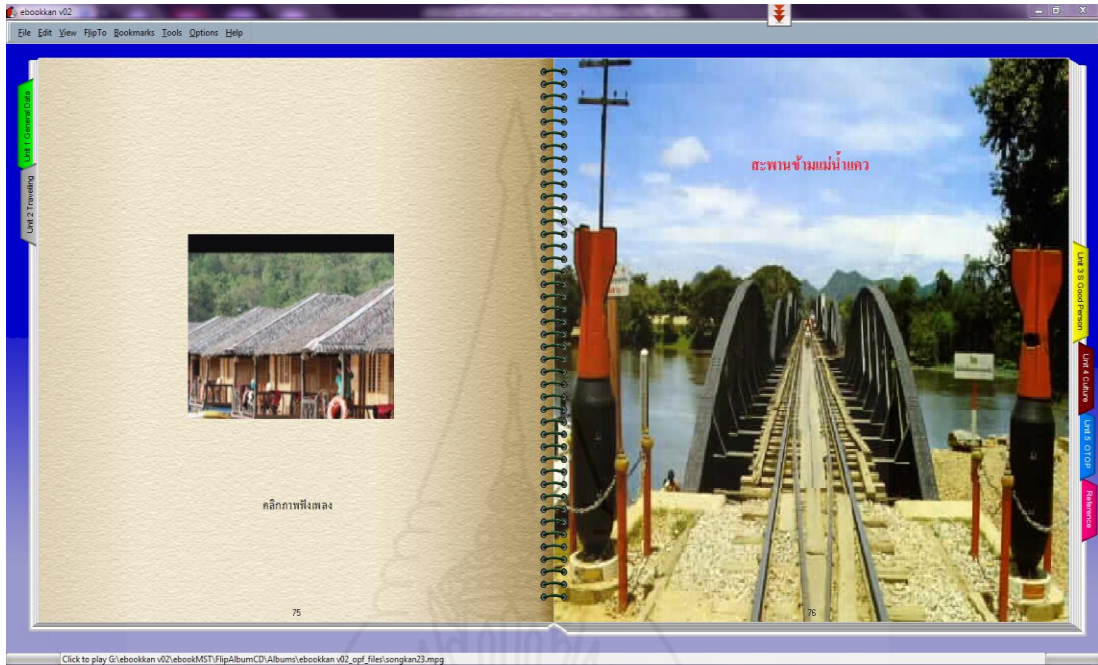 ebookkan v02
File Edit View FlipTo Bookmarks Tools Options Help
Unit 1 General Data
Unit 2 Travelling
คลิกภาพฟังเพลง
75
สะพานข้ามแม่น้ำแคว
76
Unit 3 S Good Person
Unit 4 Culture
Unit 5 OTOP
Reference
Click to play G:\ebookkan v02\ebookMST\FlipAlbumCD\Albums\ebookkan v02_opf_files\songkan23.mpg